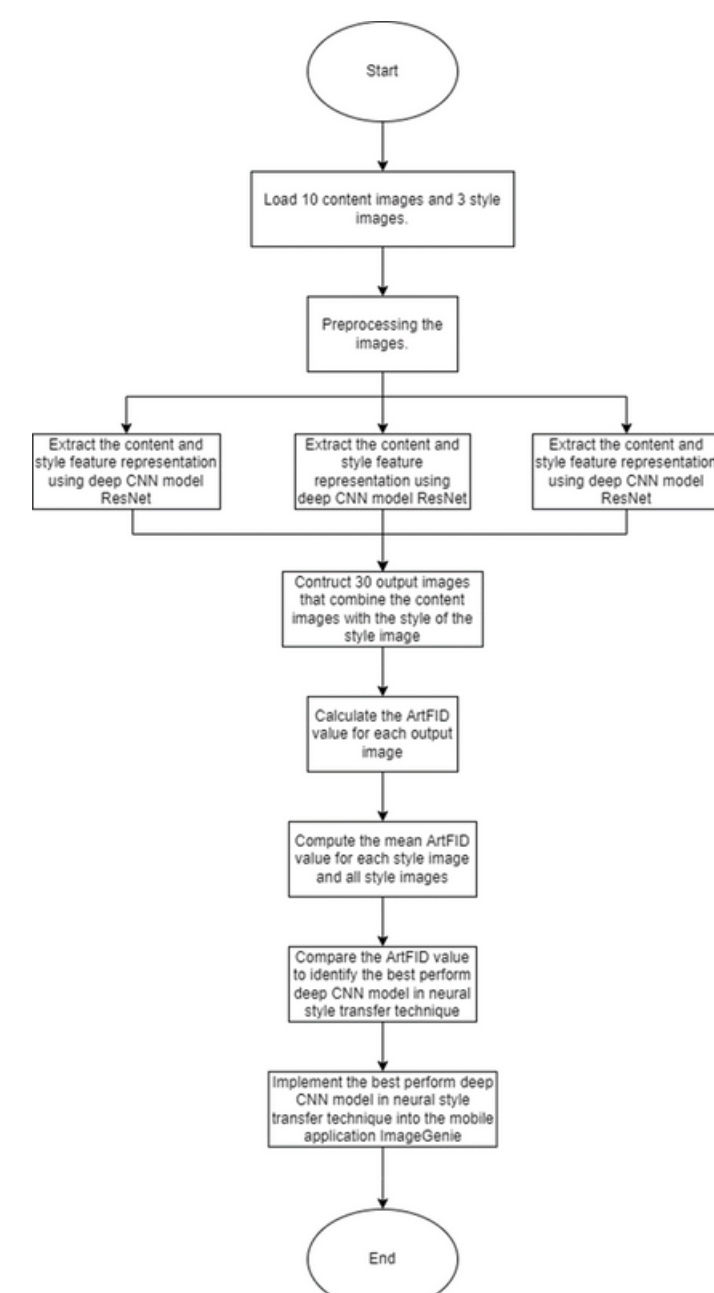 Start
Load 10 content images and 3 style
images.
Preprocessing the
images.
Extract the content and
style feature representation
using deep CNN model
ResNet
Extract the content and
style feature
representation using
deep CNN model ResNet
Extract the content and
style feature representation
using deep CNN model
ResNet
Contruct 30 output images
that combine the content
images with the style of the
style image
Calculate the ArtFID
value for each output
image
Compute the mean ArtFID
value for each style image
and all style images
Compare the ArtFID value
to identify the best perform
deep CNN model in neural
style transfer technique
Implement the best perform deep
CNN model in neural style
transfer technique into the mobile
application ImageGenie
End